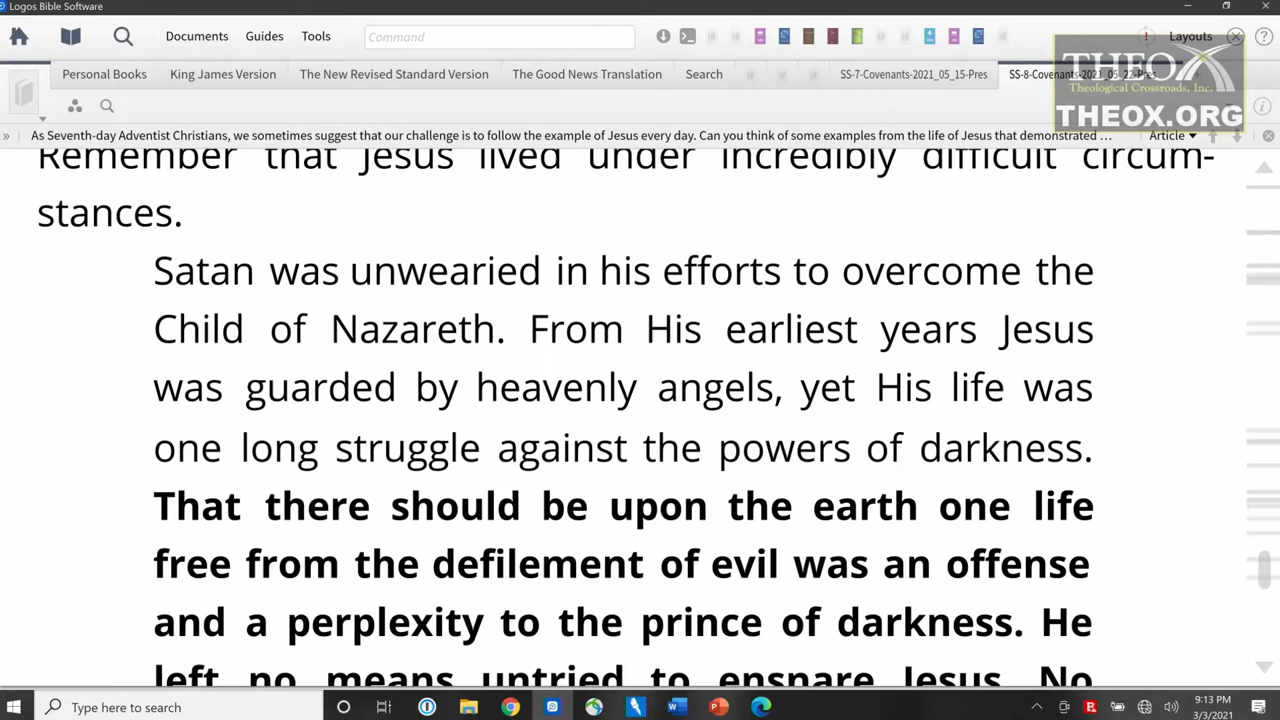 Logos Bible Software
Documents Guides Tools Command Layouts
Personal Books King James Version The New Revised Standard Version The Good News Translation Search SS-7-Covenants-2021_05_15-Pres SS-8-Covenants-2021_05_22-Pres
THEOX
Theological Crossroads, Inc.
THEOX.ORG
As Seventh-day Adventist Christians, we sometimes suggest that our challenge is to follow the example of Jesus every day. Can you think of some examples from the life of Jesus that demonstrated ... Article
Remember that Jesus lived under incredibly difficult circum-
stances.
Satan was unwearied in his efforts to overcome the
Child of Nazareth. From His earliest years Jesus
was guarded by heavenly angels, yet His life was
one long struggle against the powers of darkness.
That there should be upon the earth one life
free from the defilement of evil was an offense
and a perplexity to the prince of darkness. He
left no means untried to ensnare Jesus. No
Type here to search
9:13 PM
3/3/2021